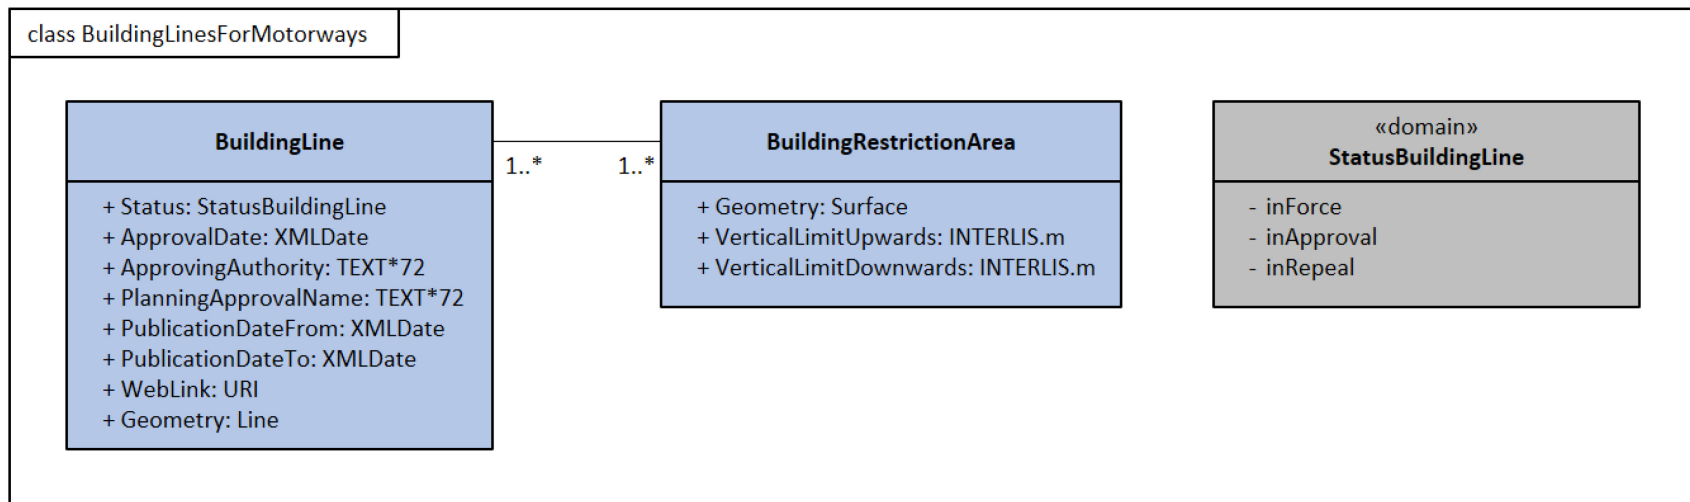 class BuildingLinesForMotorways
BuildingLine
+ Status: StatusBuildingLine
+ ApprovalDate: XMLDate
+ ApprovingAuthority: TEXT*72
+ PlanningApprovalName: TEXT*72
+ PublicationDateFrom: XMLDate
+ PublicationDateTo: XMLDate
+ WebLink: URI
+ Geometry: Line
1..*
1..*
BuildingRestrictionArea
+ Geometry: Surface
+ VerticalLimitUpwards: INTERLIS.m
+ VerticalLimitDownwards: INTERLIS.m
«domain»
StatusBuildingLine
- inForce
- inApproval
- inRepeal